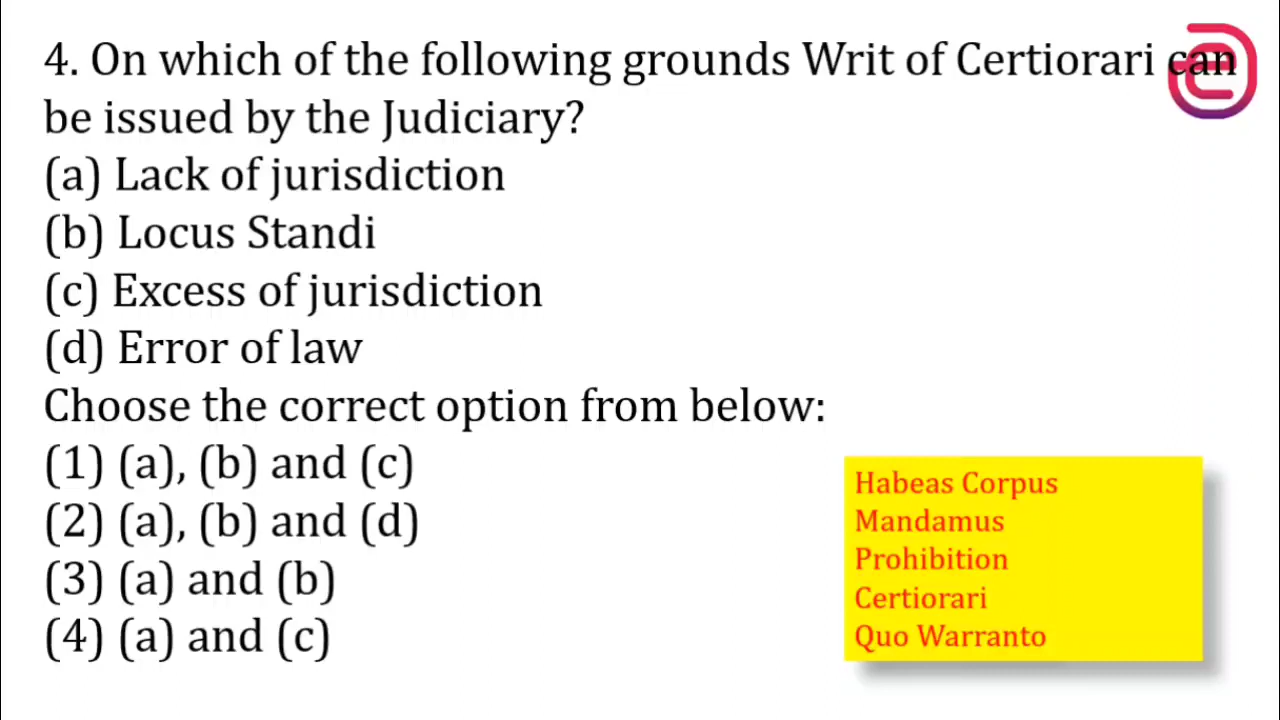 4. On which of the following grounds Writ of Certiorari can
be issued by the Judiciary?
(a) Lack of jurisdiction
(b) Locus Standi
(c) Excess of jurisdiction
(d) Error of law
Choose the correct option from below:
(1) (a), (b) and (c)
(2) (a), (b) and (d)
(3) (a) and (b)
(4) (a) and (c)
Habeas Corpus
Mandamus
Prohibition
Certiorari
Quo Warranto